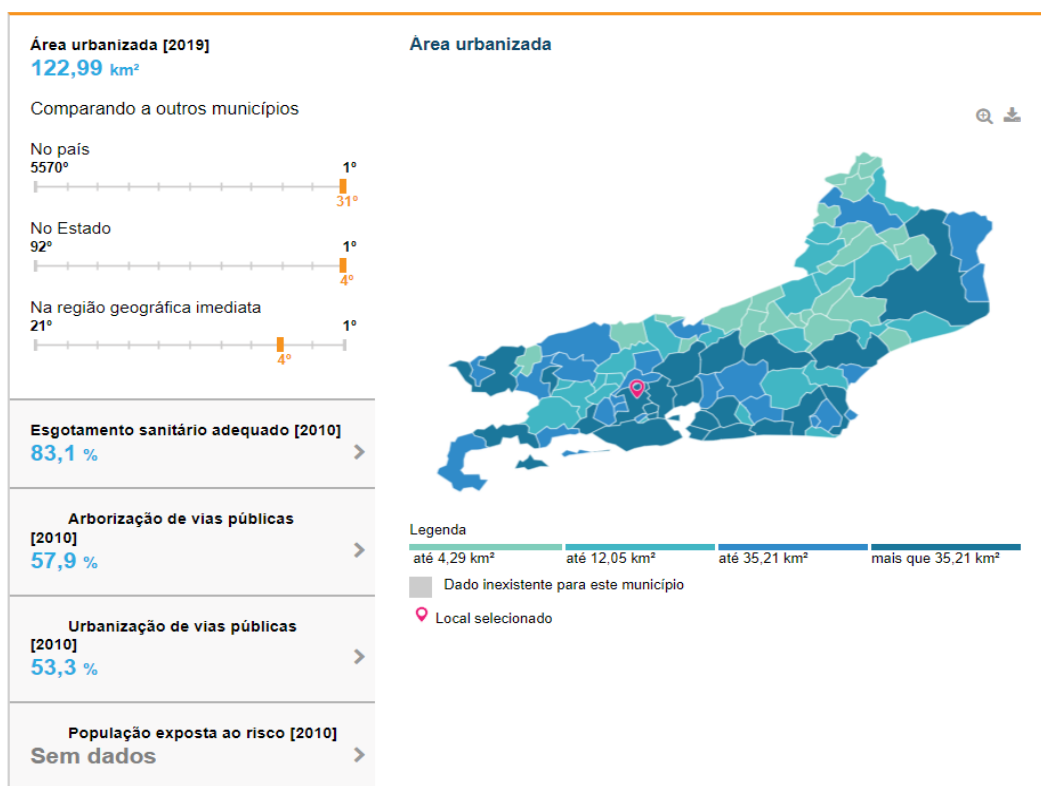 Área urbanizada [2019]
122,99 km²
Comparando a outros municípios
No país
5570º 1º
31º
No Estado
92º 1º
4º
Na região geográfica imediata
21º 1º
4º
Esgotamento sanitário adequado [2010]
83,1 %
Arborização de vias públicas
[2010]
57,9 %
Urbanização de vias públicas
[2010]
53,3 %
População exposta ao risco [2010]
Sem dados
Área urbanizada
Legenda
até 4,29 km² até 12,05 km² até 35,21 km² mais que 35,21 km²
Dado inexistente para este município
Local selecionado